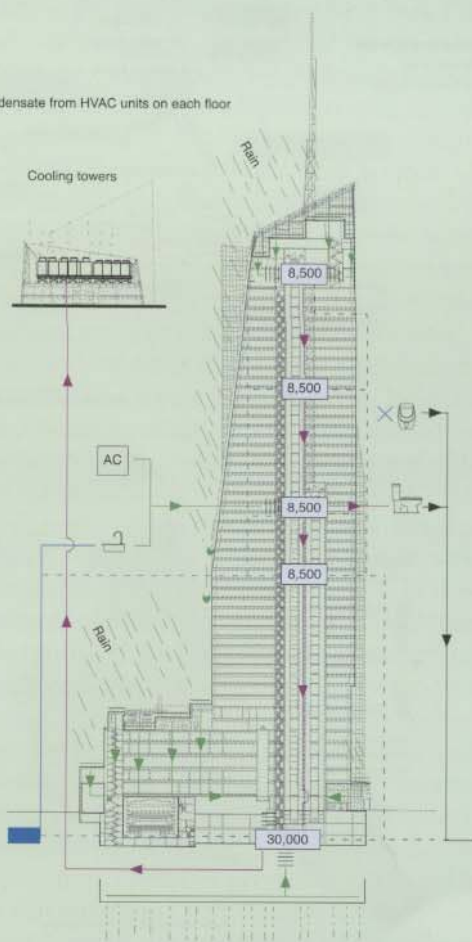 densate from HVAC units on each floor
Rain
Cooling towers
8,500
8,500
AC
8,500
8,500
Rain
30,000